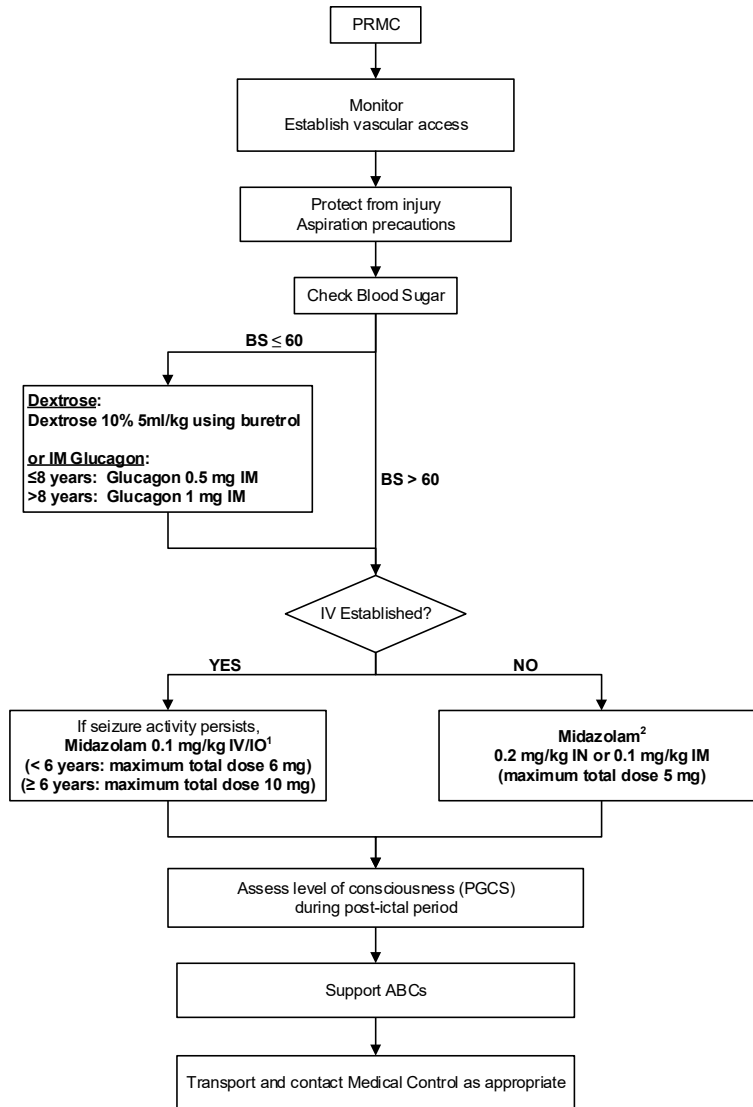 PRMC
Monitor
Establish vascular access
Protect from injury
Aspiration precautions
Check Blood Sugar
BS ≤ 60
Dextrose:
Dextrose 10% 5ml/kg using buretrol
or IM Glucagon:
≤8 years:  Glucagon 0.5 mg IM
>8 years:  Glucagon 1 mg IM
BS > 60
IV Established?
YES
NO
If seizure activity persists,
Midazolam 0.1 mg/kg IV/IO¹
(< 6 years: maximum total dose 6 mg)
(≥ 6 years: maximum total dose 10 mg)
Midazolam²
0.2 mg/kg IN or 0.1 mg/kg IM
(maximum total dose 5 mg)
Assess level of consciousness (PGCS)
during post-ictal period
Support ABCs
Transport and contact Medical Control as appropriate